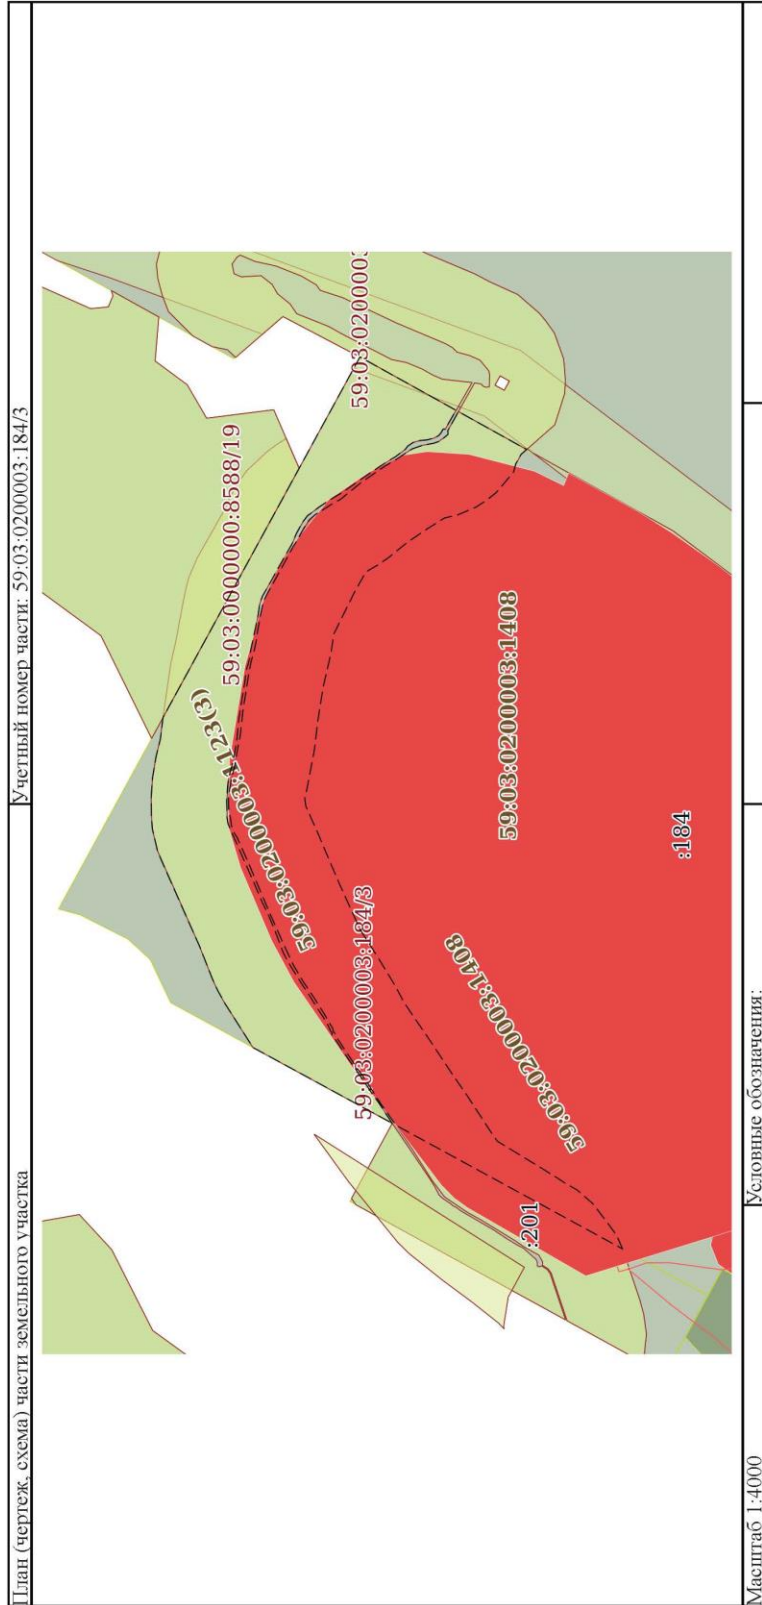 План (чертеж, схема) части земельного участка
Учетный номер части: 59:03:0200003:184/3
59:03:020000
59:03:0000000:8588/19
59:03:0200003:1123(3)
59:03:0200003:184/3
59:03:0200003:1408
59:03:0200003:1408
:184
:201
Масштаб 1:4000
Условные обозначения: